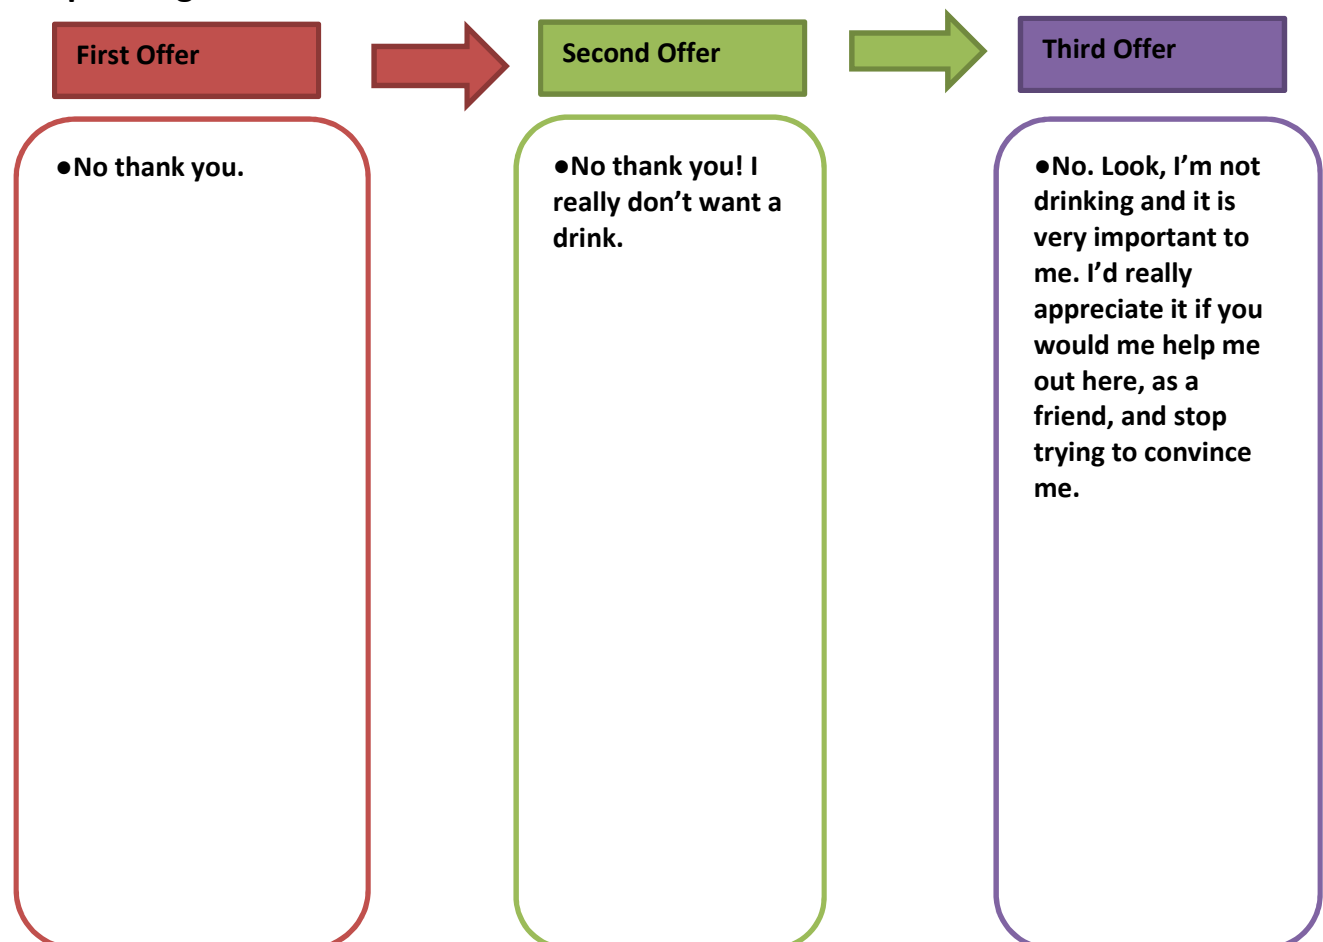 First Offer
Second Offer
Third Offer
●No thank you.
●No thank you! I
really don’t want a
drink.
●No. Look, I’m not
drinking and it is
very important to
me. I’d really
appreciate it if you
would me help me
out here, as a
friend, and stop
trying to convince
me.